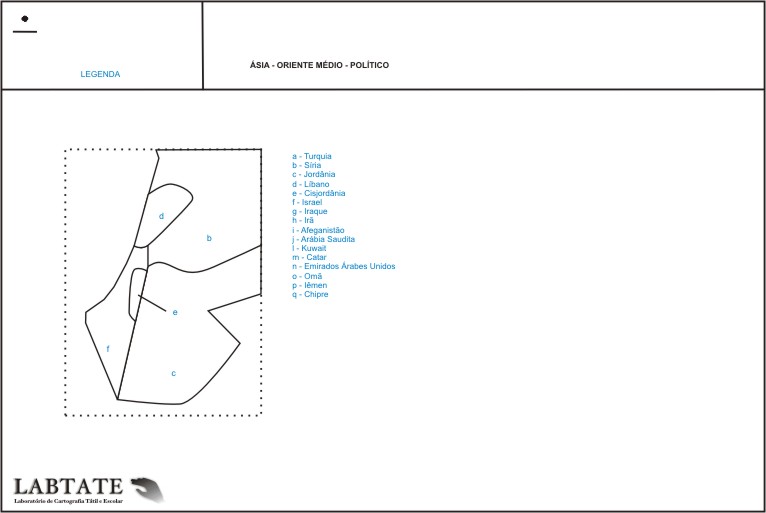 LEGENDA
ÁSIA - ORIENTE MÉDIO - POLÍTICO
a - Turquia
b - Síria
c - Jordânia
d - Líbano
e - Cisjordânia
f - Israel
g - Iraque
h - Irã
i - Afeganistão
j - Arábia Saudita
l - Kuwait
m - Catar
n - Emirados Árabes Unidos
o - Omã
p - Iêmen
q - Chipre
d
b
e
f
c
LABTATE
Laboratório de Cartografia Tátil e Escolar